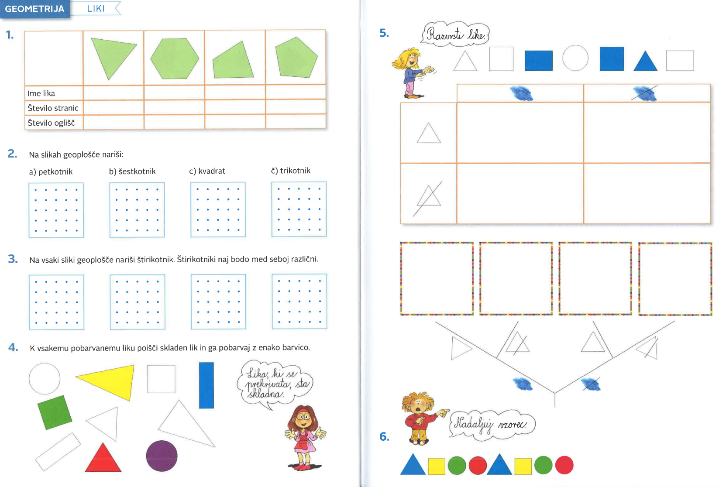 GEOMETRIJA
LIKI
1.
Ime lika
Število stranic
Število oglišč
2. Na slikah geoplošče nariši:
a) petkotnik b) šestkotnik c) kvadrat č) trikotnik
3. Na vsaki sliki geoplošče nariši štirikotnik. Štirikotniki naj bodo med seboj različni.
4. K vsakemu pobarvanemu liku poišči skladen lik in ga pobarvaj z enako barvico.
Lika, ki se
prekrivata, sta
skladna.
5.
Razvrsti like.
6.
Nadaljuj vzorec.